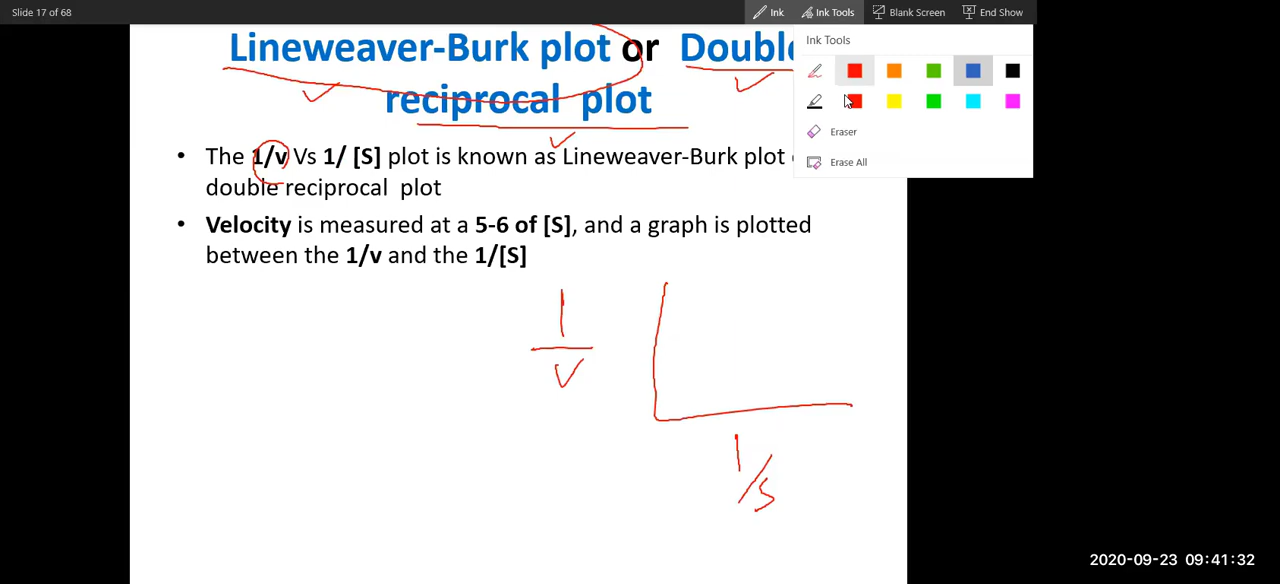 Slide 17 of 68
Ink Ink Tools Blank Screen End Show
Ink Tools
Eraser
Erase All
Lineweaver-Burk plot or Double
reciprocal plot
• The 1/v Vs 1/ [S] plot is known as Lineweaver-Burk plot
double reciprocal plot
• Velocity is measured at a 5-6 of [S], and a graph is plotted
between the 1/v and the 1/[S]
1
v
1/s
2020-09-23 09:41:32